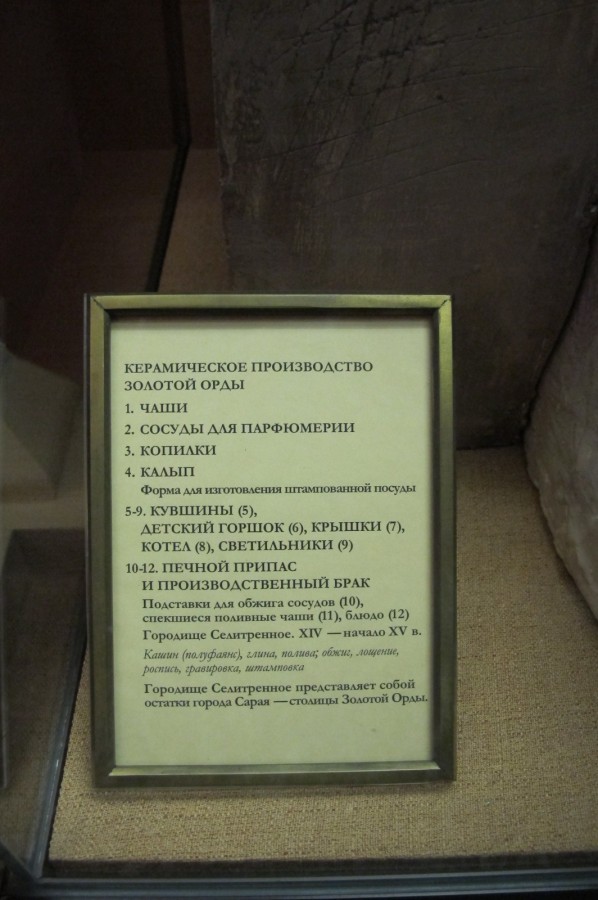 КЕРАМИЧЕСКОЕ ПРОИЗВОДСТВО
ЗОЛОТОЙ ОРДЫ
1. ЧАШИ
2. СОСУДЫ ДЛЯ ПАРФЮМЕРИИ
3. КОПИЛКИ
4. КАЛЫП
Форма для изготовления штампованной посуды
5-9. КУВШИНЫ (5),
ДЕТСКИЙ ГОРШОК (6), КРЫШКИ (7),
КОТЕЛ (8), СВЕТИЛЬНИКИ (9)
10-12. ПЕЧНОЙ ПРИПАС
И ПРОИЗВОДСТВЕННЫЙ БРАК
Подставки для обжига сосудов (10),
спекшиеся поливные чаши (11), блюдо (12)
Городище Селитренное. XIV — начало XV в.
Кашин (полуфаянс), глина, полива; обжиг, лощение,
роспись, гравировка, штамповка
Городище Селитренное представляет собой
остатки города Сарая — столицы Золотой Орды.